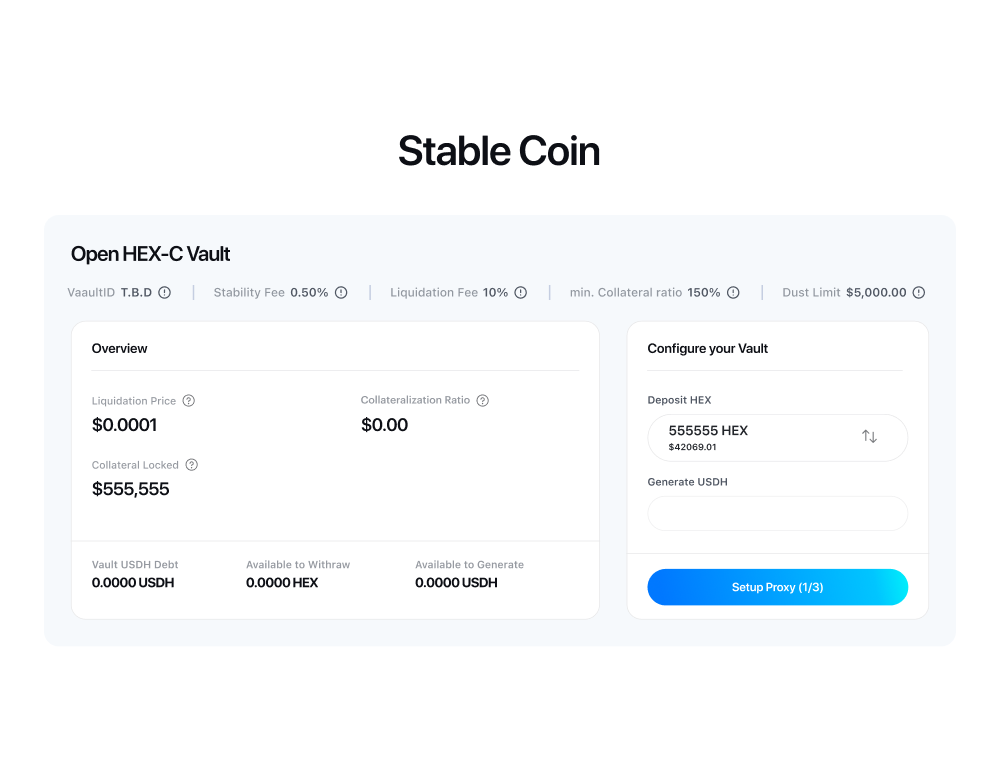 Stable Coin
Open HEX-C Vault
VaaultID T.B.D | Stability Fee 0.50% | Liquidation Fee 10% | min. Collateral ratio 150% | Dust Limit $5,000.00
Overview
Liquidation Price
$0.0001
Collateralization Ratio
$0.00
Collateral Locked
$555,555
Vault USDH Debt
0.0000 USDH
Available to Withraw
0.0000 HEX
Available to Generate
0.0000 USDH
Configure your Vault
Deposit HEX
555555 HEX
$42069.01
Generate USDH
Setup Proxy (1/3)